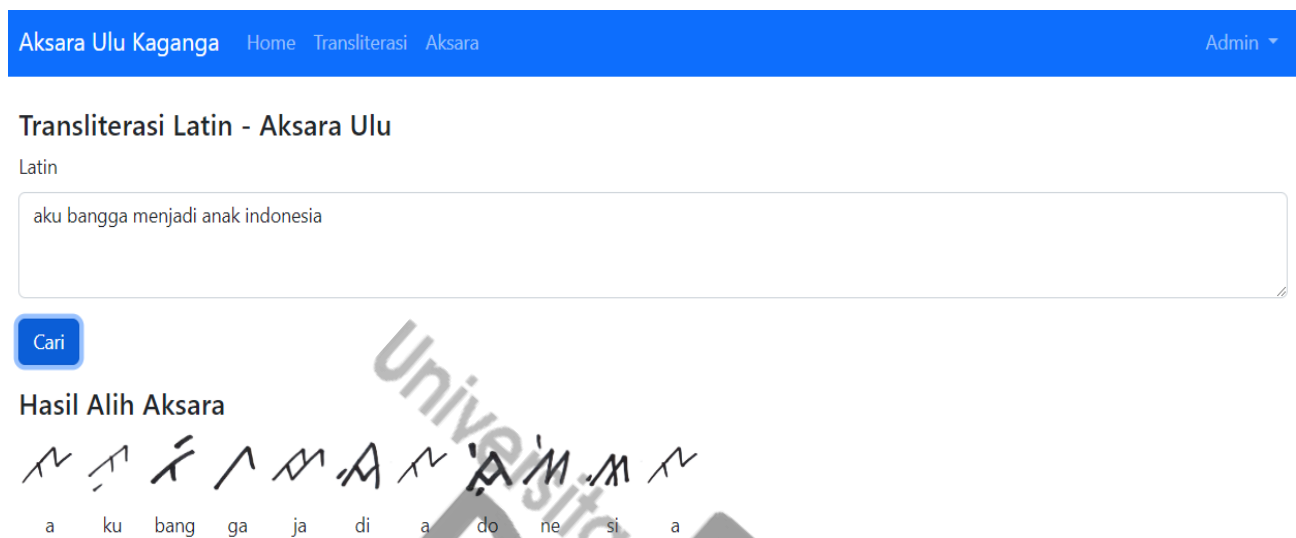 Aksara Ulu Kaganga Home Transliterasi Aksara Admin
Transliterasi Latin - Aksara Ulu
Latin
aku bangga menjadi anak indonesia
Cari
Hasil Alih Aksara
a ku bang ga ja di a do ne si a